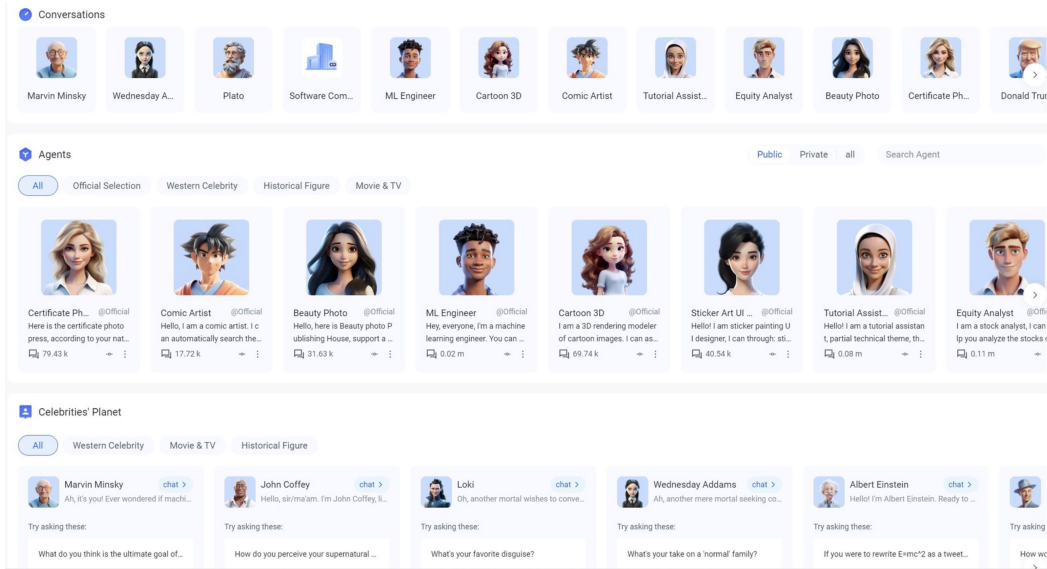 Conversations
Marvin Minsky
Wednesday A...
Plato
Software Com...
ML Engineer
Cartoon 3D
Comic Artist
Tutorial Assist...
Equity Analyst
Beauty Photo
Certificate Ph...
Donald Trur
Agents
Public Private all Search Agent
All Official Selection Western Celebrity Historical Figure Movie & TV
Certificate Ph... @Official
Here is the certificate photo
press, according to your nat...
79.43 k
Comic Artist @Official
Hello, I am a comic artist. I c
an automatically search the...
17.72 k
Beauty Photo @Official
Hello, here is Beauty photo P
ublishing House, support a ...
31.63 k
ML Engineer @Official
Hey, everyone, I'm a machine
learning engineer. You can ...
0.02 m
Cartoon 3D @Official
I am a 3D rendering modeler
of cartoon images. I can as...
69.74 k
Sticker Art UI ... @Official
Hello! I am sticker painting U
I designer, I can through: sti...
40.54 k
Tutorial Assist... @Official
Hello! I am a tutorial assistan
t, partial technical theme, th...
0.08 m
Equity Analyst @Offi
I am a stock analyst, I can
lp you analyze the stocks
0.11 m
Celebrities' Planet
All Western Celebrity Movie & TV Historical Figure
Marvin Minsky chat >
Ah, it's you! Ever wondered if machi...
Try asking these:
What do you think is the ultimate goal of...
John Coffey chat >
Hello, sir/ma'am. I'm John Coffey, li...
Try asking these:
How do you perceive your supernatural ...
Loki chat >
Oh, another mortal wishes to conve...
Try asking these:
What's your favorite disguise?
Wednesday Addams chat >
Ah, another mere mortal seeking co...
Try asking these:
What's your take on a 'normal' family?
Albert Einstein chat >
Hello! I'm Albert Einstein. Ready to ...
Try asking these:
If you were to rewrite E=mc^2 as a tweet...
Try asking
How wo